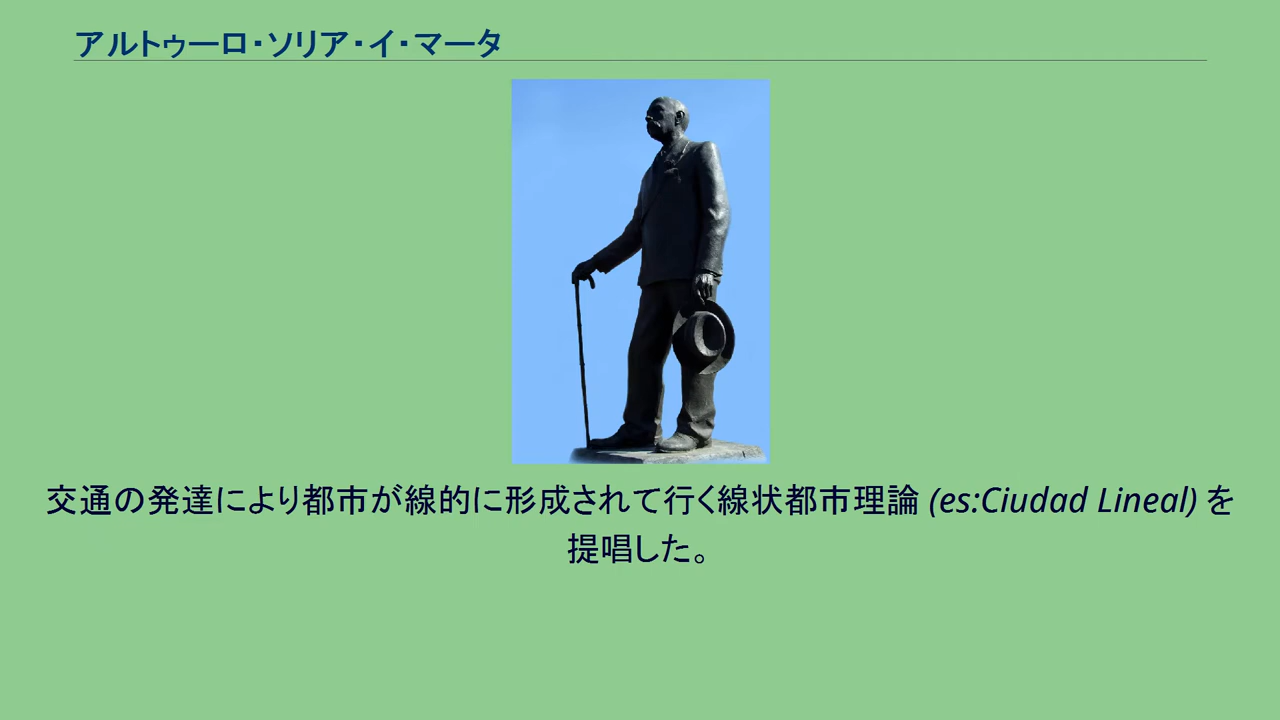 アルトゥーロ・ソリア・イ・マータ
交通の発達により都市が線的に形成されて行く線状都市理論 (es:Ciudad Lineal) を
提唱した。